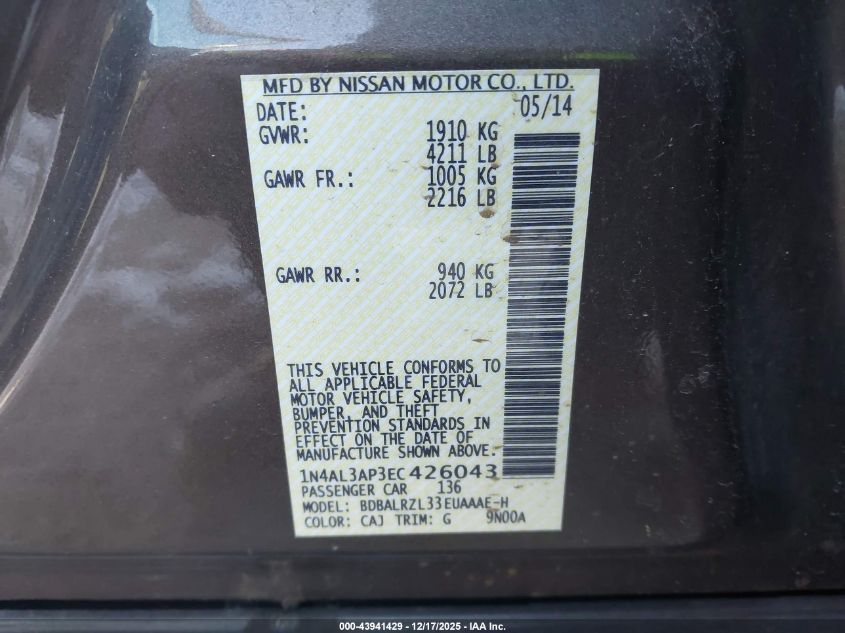 MFD BY NISSAN MOTOR CO., LTD.
DATE: 05/14
GVWR: 1910 KG
4211 LB
GAWR FR.: 1005 KG
2216 LB
GAWR RR.: 940 KG
2072 LB
THIS VEHICLE CONFORMS TO
ALL APPLICABLE FEDERAL
MOTOR VEHICLE SAFETY,
BUMPER, AND THEFT
PREVENTION STANDARDS IN
EFFECT ON THE DATE OF
MANUFACTURE SHOWN ABOVE.
1N4AL3AP3EC426043
PASSENGER CAR 136
MODEL: BDBALRZL33EUAAAE-H
COLOR: CAJ TRIM: G 9N00A
000-43941429 - 12/17/2025 - IAA Inc.